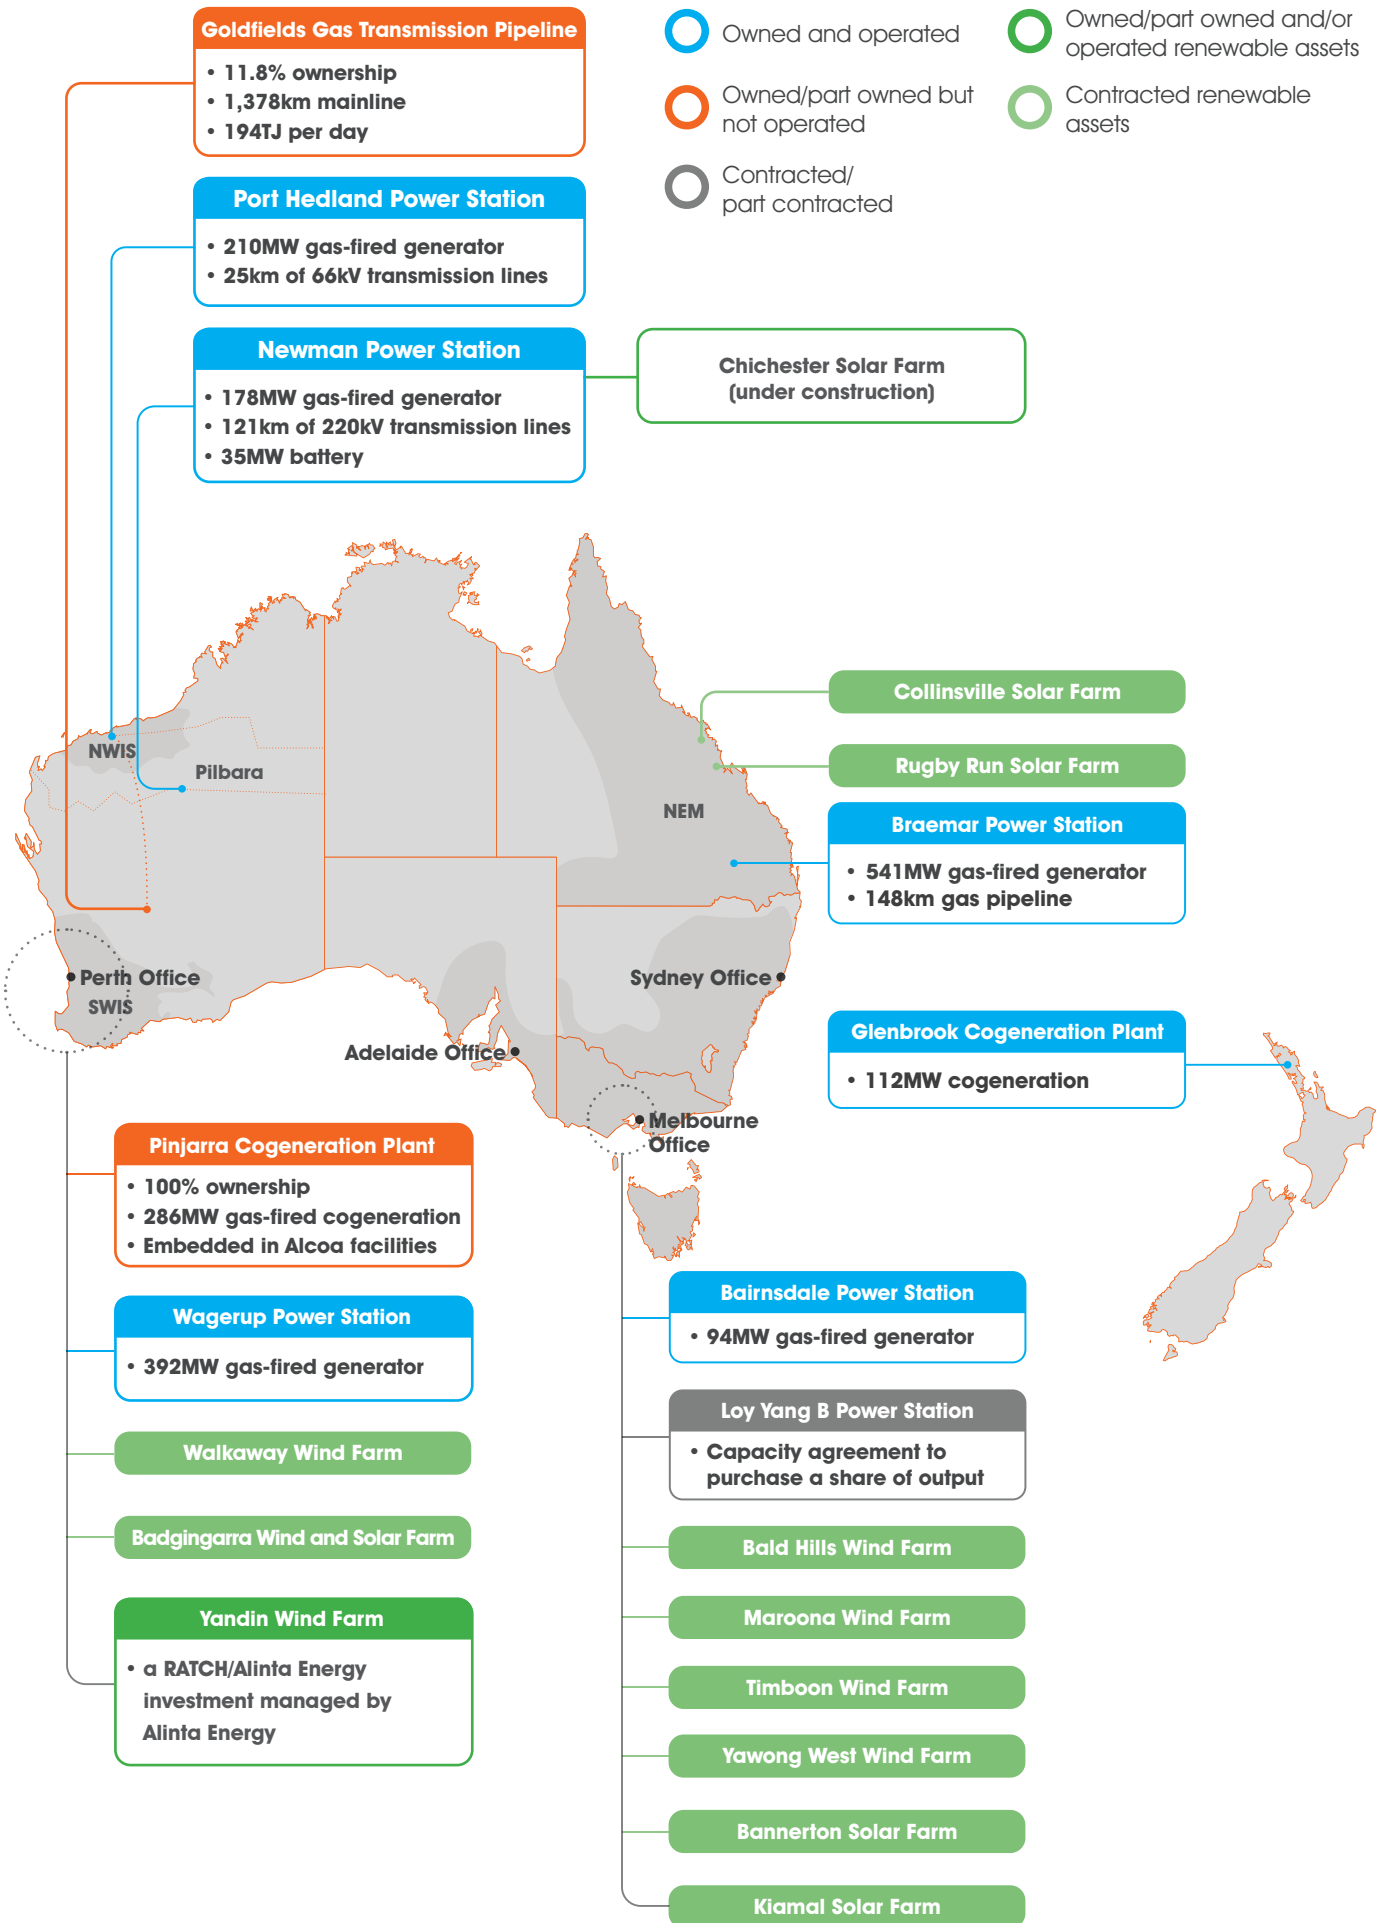 Goldfields Gas Transmission Pipeline
• 11.8% ownership
• 1,378km mainline
• 194TJ per day
Owned and operated
Owned/part owned and/or
operated renewable assets
Owned/part owned but
not operated
Contracted renewable
assets
Contracted/
part contracted
Port Hedland Power Station
• 210MW gas-fired generator
• 25km of 66kV transmission lines
Newman Power Station
• 178MW gas-fired generator
• 121km of 220kV transmission lines
• 35MW battery
Chichester Solar Farm
(under construction)
Collinsville Solar Farm
NWIS
Pilbara
Rugby Run Solar Farm
NEM
Braemar Power Station
• 541MW gas-fired generator
• 148km gas pipeline
Perth Office
SWIS
Sydney Office
Adelaide Office
Glenbrook Cogeneration Plant
• 112MW cogeneration
Melbourne
Office
Pinjarra Cogeneration Plant
• 100% ownership
• 286MW gas-fired cogeneration
• Embedded in Alcoa facilities
Wagerup Power Station
• 392MW gas-fired generator
Walkaway Wind Farm
Badgingarra Wind and Solar Farm
Yandin Wind Farm
• a RATCH/Alinta Energy
investment managed by
Alinta Energy
Bairnsdale Power Station
• 94MW gas-fired generator
Loy Yang B Power Station
• Capacity agreement to
purchase a share of output
Bald Hills Wind Farm
Maroona Wind Farm
Timboon Wind Farm
Yawong West Wind Farm
Bannerton Solar Farm
Kiamal Solar Farm